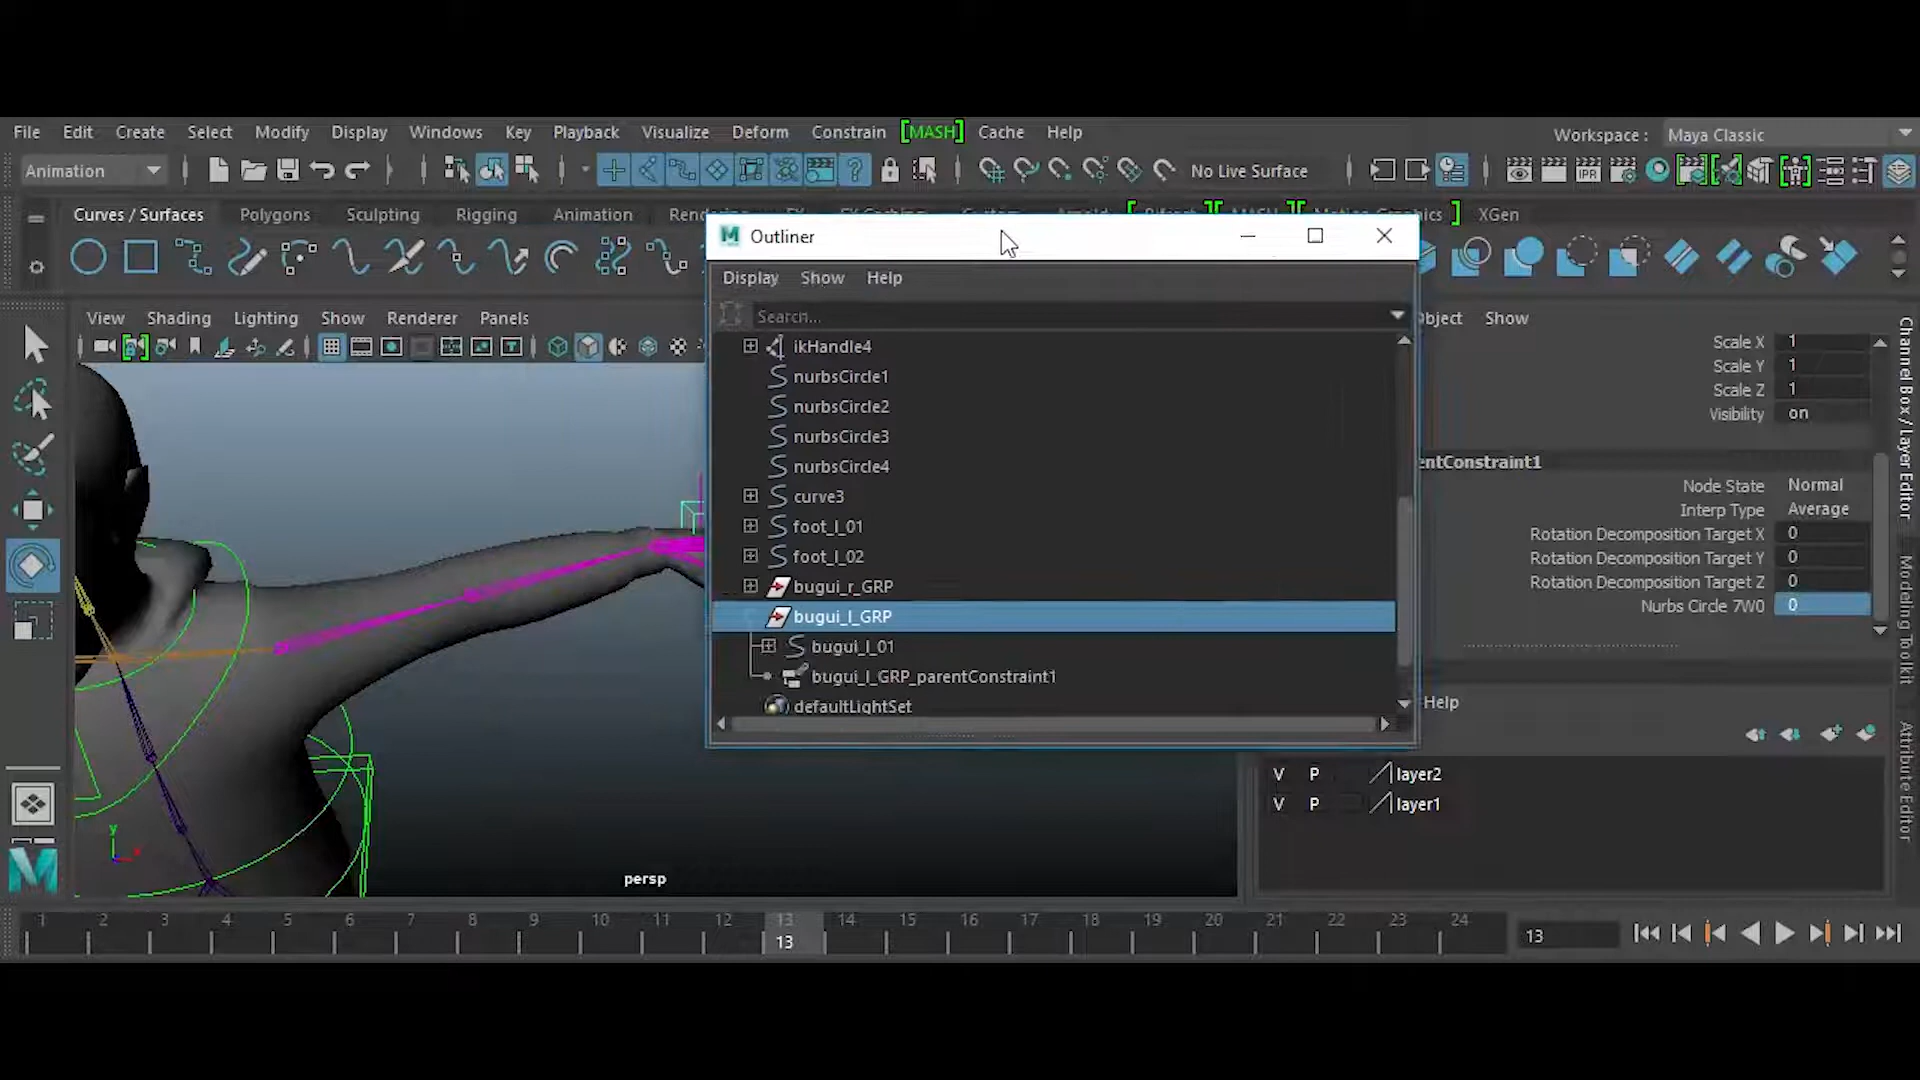 File Edit Create Select Modify Display Windows Key Playback Visualize Deform Constrain [MASH] Cache Help Workspace : Maya Classic
Animation IPR No Live Surface
Curves / Surfaces Polygons Sculpting Rigging Animation XGen
M Outliner
Display Show Help
View Shading Lighting Show Renderer Panels Search... Show
ikHandle4
nurbsCircle1
nurbsCircle2
nurbsCircle3
nurbsCircle4
curve3
foot_l_01
foot_l_02
bugui_r_GRP
bugui_l_GRP
bugui_l_01
bugui_l_GRP_parentConstraint1
defaultLightSet
Scale X 1
Scale Y 1
Scale Z 1
Visibility on
entConstraint1
Node State Normal
Interp Type Average
Rotation Decomposition Target X 0
Rotation Decomposition Target Y 0
Rotation Decomposition Target Z 0
Nurbs Circle 7W0 0
Help
V P layer2
V P layer1
Channel Box / Layer Editor
Modeling Toolkit
Attribute Editor
y
x
persp
M
1 2 3 4 5 6 7 8 9 10 11 12 13 14 15 16 17 18 19 20 21 22 23 24
13 13